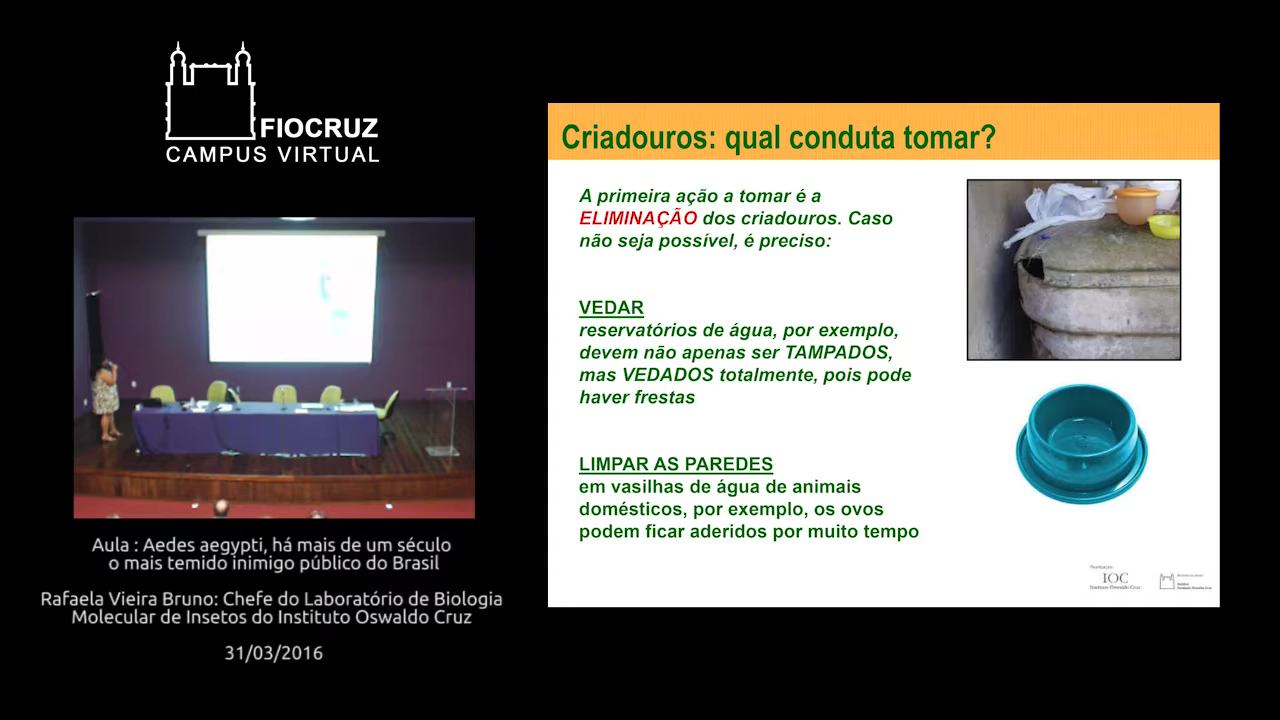 FIOCRUZ
CAMPUS VIRTUAL
Aula : Aedes aegypti, há mais de um século
o mais temido inimigo público do Brasil
Rafaela Vieira Bruno: Chefe do Laboratório de Biologia
Molecular de Insetos do Instituto Oswaldo Cruz
31/03/2016
Criadouros: qual conduta tomar?
A primeira ação a tomar é a
ELIMINAÇÃO dos criadouros. Caso
não seja possível, é preciso:
VEDAR
reservatórios de água, por exemplo,
devem não apenas ser TAMPADOS,
mas VEDADOS totalmente, pois pode
haver frestas
LIMPAR AS PAREDES
em vasilhas de água de animais
domésticos, por exemplo, os ovos
podem ficar aderidos por muito tempo
IOC
Instituto Oswaldo Cruz